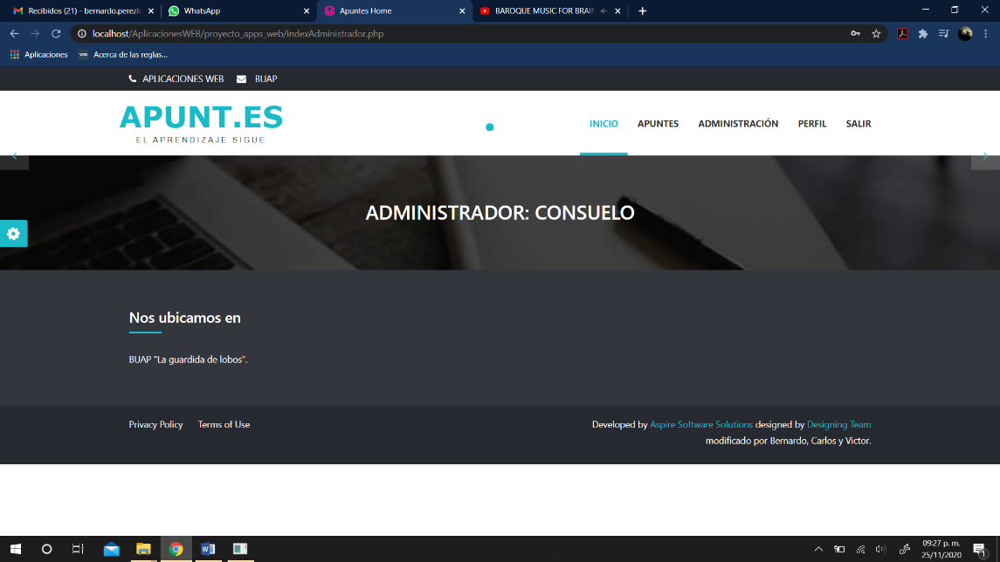 Recibidos (21) - bernardo.perezl
WhatsApp
Apuntes Home
BAROQUE MUSIC FOR BRAIN
localhost/AplicacionesWEB/proyecto_apps_web/indexAdministrador.php
Aplicaciones
Acerca de las reglas...
APLICACIONES WEB
BUAP
APUNT.ES
EL APRENDIZAJE SIGUE
INICIO
APUNTES
ADMINISTRACIÓN
PERFIL
SALIR
ADMINISTRADOR: CONSUELO
Nos ubicamos en
BUAP "La guardida de lobos".
Privacy Policy
Terms of Use
Developed by Aspire Software Solutions designed by Designing Team
modificado por Bernardo, Carlos y Victor.
09:27 p. m.
25/11/2020
1